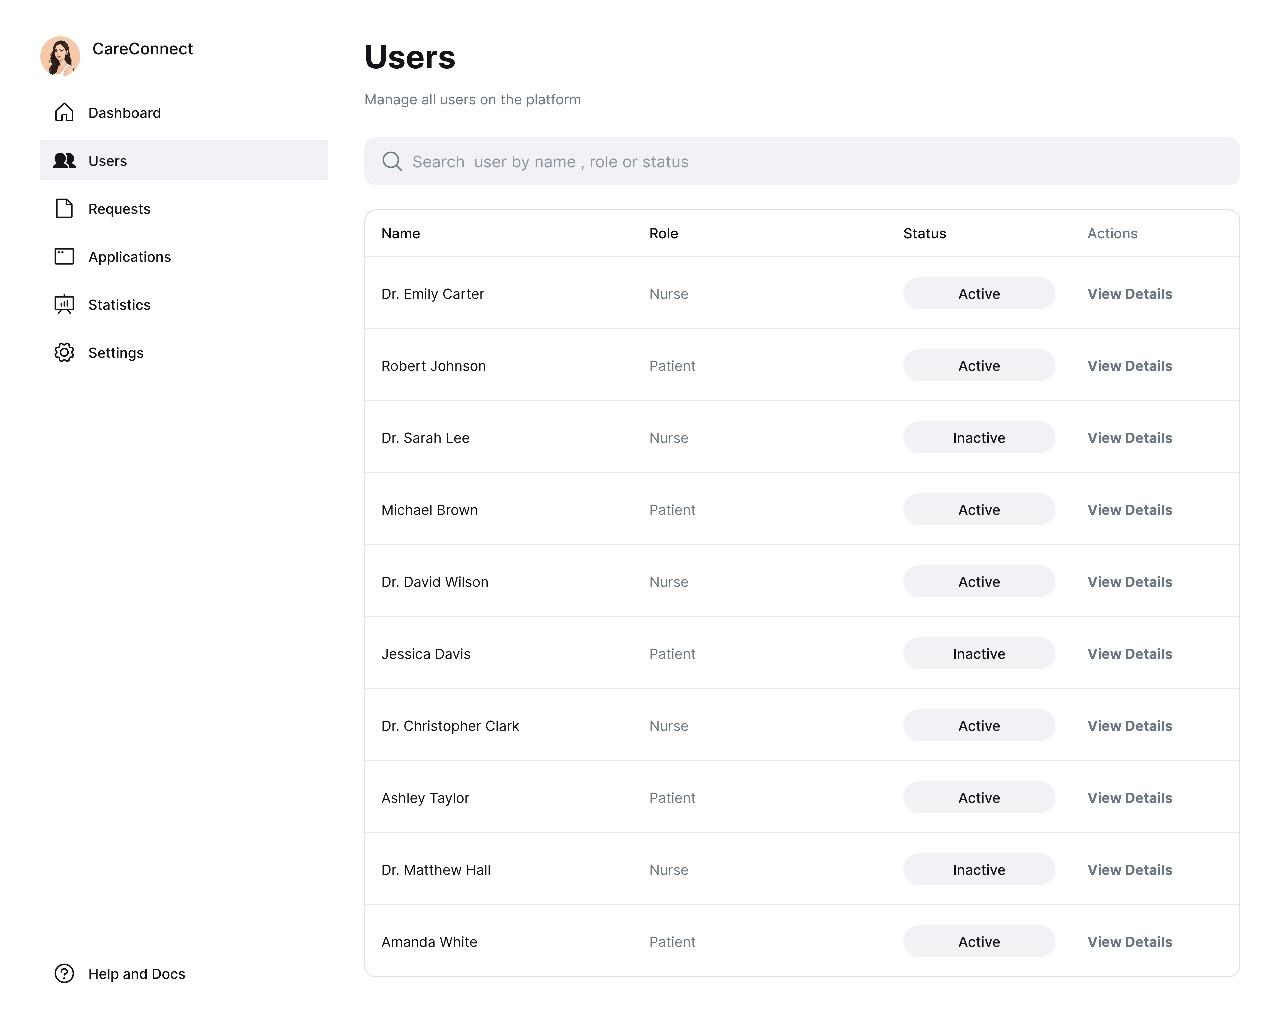 CareConnect
Dashboard
Users
Requests
Applications
Statistics
Settings
Help and Docs
Users
Manage all users on the platform
Search  user by name , role or status
Name Role Status Actions
Dr. Emily Carter Nurse Active View Details
Robert Johnson Patient Active View Details
Dr. Sarah Lee Nurse Inactive View Details
Michael Brown Patient Active View Details
Dr. David Wilson Nurse Active View Details
Jessica Davis Patient Inactive View Details
Dr. Christopher Clark Nurse Active View Details
Ashley Taylor Patient Active View Details
Dr. Matthew Hall Nurse Inactive View Details
Amanda White Patient Active View Details